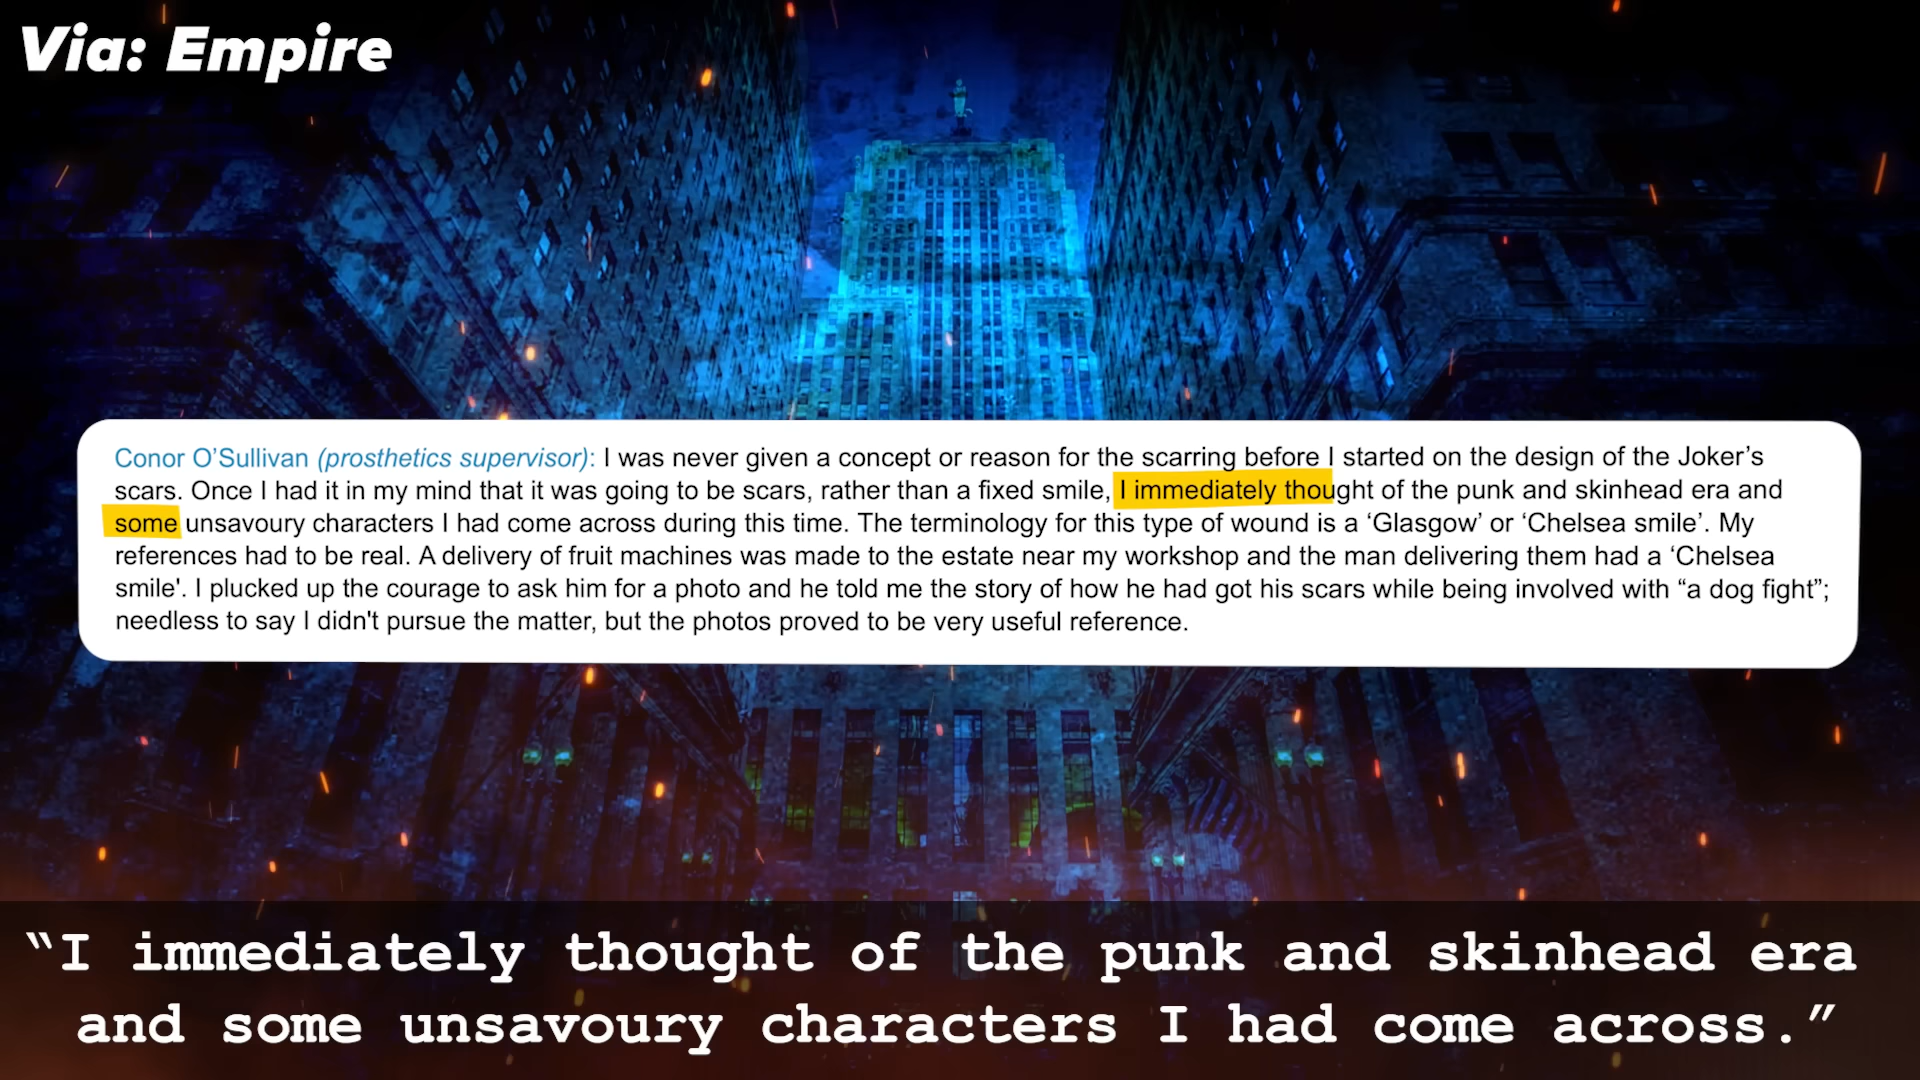 Via: Empire
Conor O’Sullivan (prosthetics supervisor): I was never given a concept or reason for the scarring before I started on the design of the Joker’s
scars. Once I had it in my mind that it was going to be scars, rather than a fixed smile, I immediately thought of the punk and skinhead era and
some unsavoury characters I had come across during this time. The terminology for this type of wound is a ‘Glasgow’ or ‘Chelsea smile’. My
references had to be real. A delivery of fruit machines was made to the estate near my workshop and the man delivering them had a ‘Chelsea
smile'. I plucked up the courage to ask him for a photo and he told me the story of how he had got his scars while being involved with “a dog fight”;
needless to say I didn't pursue the matter, but the photos proved to be very useful reference.
“I immediately thought of the punk and skinhead era
and some unsavoury characters I had come across.”